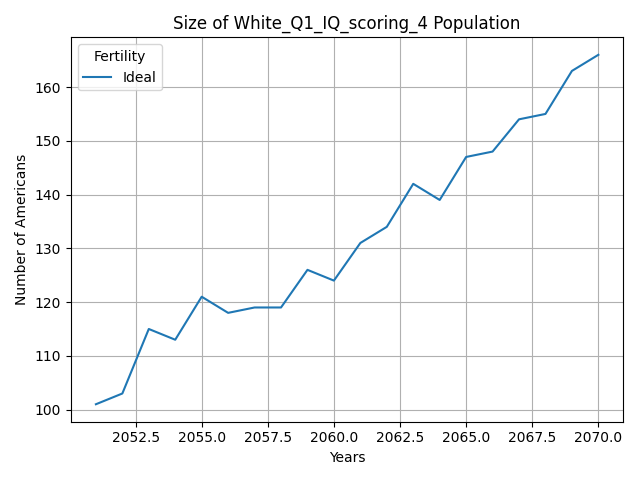 Size of White_Q1_IQ_scoring_4 Population
Fertility
Ideal
Number of Americans
160
150
140
130
120
110
100
2052.5 2055.0 2057.5 2060.0 2062.5 2065.0 2067.5 2070.0
Years